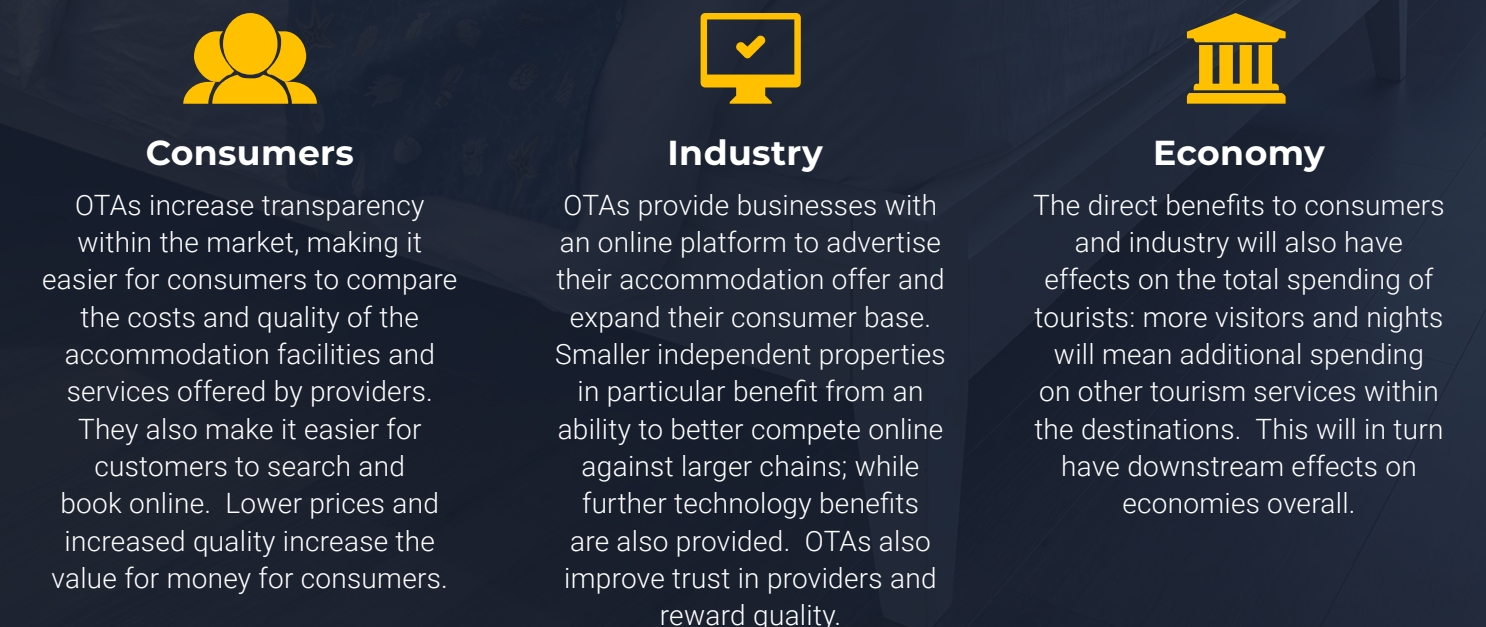 Consumers
OTAs increase transparency
within the market, making it
easier for consumers to compare
the costs and quality of the
accommodation facilities and
services offered by providers.
They also make it easier for
customers to search and
book online.  Lower prices and
increased quality increase the
value for money for consumers.
Industry
OTAs provide businesses with
an online platform to advertise
their accommodation offer and
expand their consumer base.
Smaller independent properties
in particular benefit from an
ability to better compete online
against larger chains; while
further technology benefits
are also provided.  OTAs also
improve trust in providers and
reward quality.
Economy
The direct benefits to consumers
and industry will also have
effects on the total spending of
tourists: more visitors and nights
will mean additional spending
on other tourism services within
the destinations.  This will in turn
have downstream effects on
economies overall.